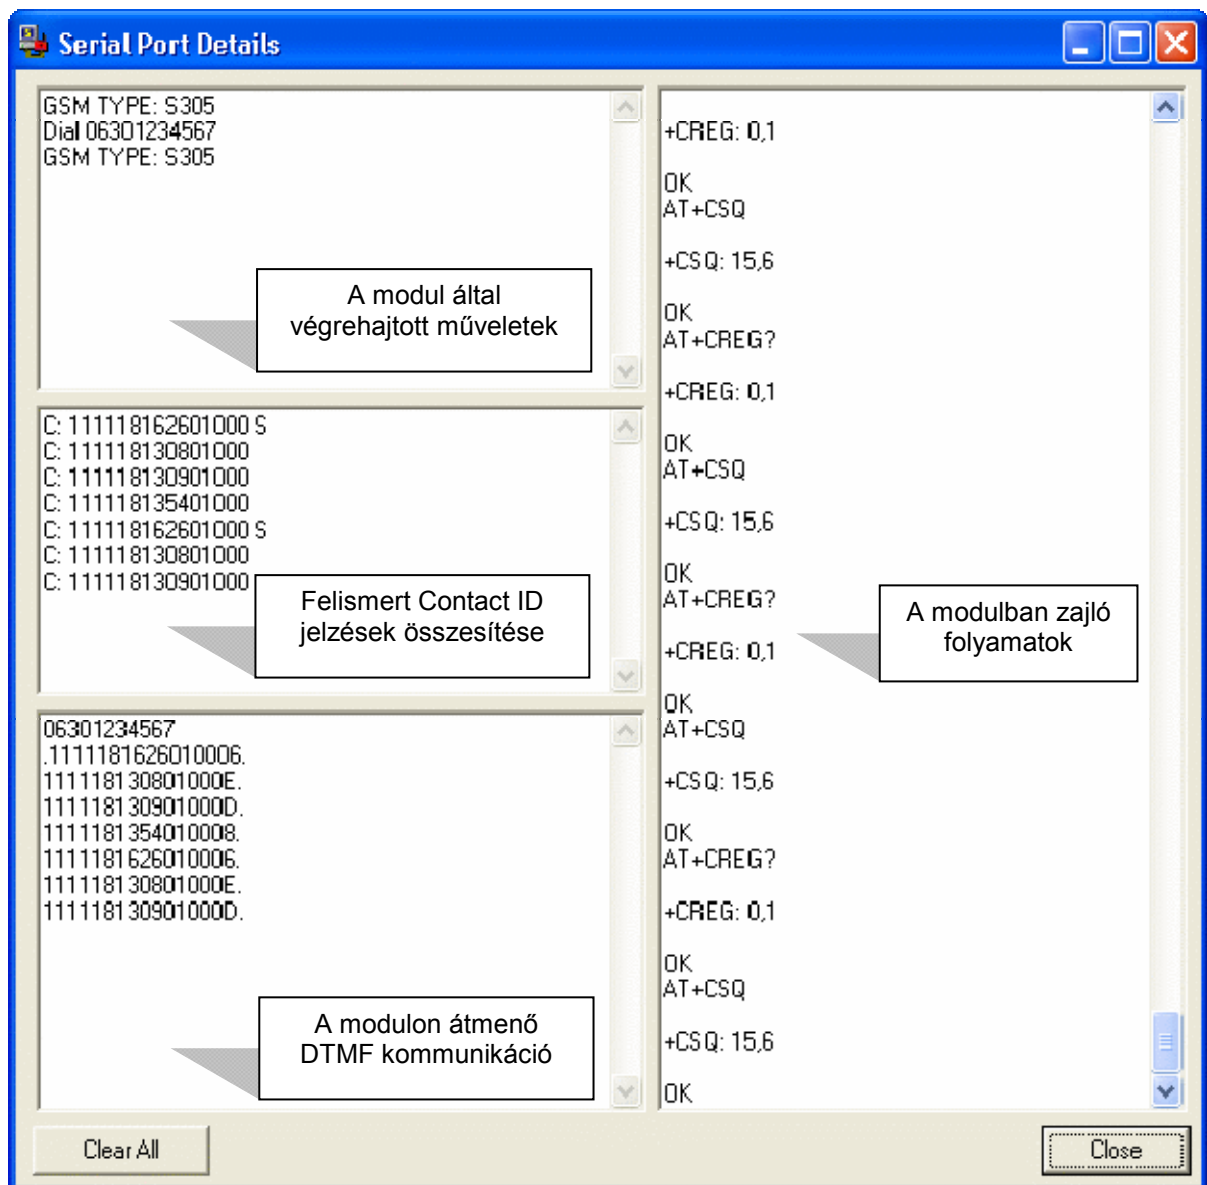 Serial Port Details
GSM TYPE: S305
Dial 06301234567
GSM TYPE: S305
A modul által
végrehajtott műveletek
C: 111118162601000 S
C: 111118130801000
C: 111118130901000
C: 111118135401000
C: 111118162601000 S
C: 111118130801000
C: 111118130901000
Felismert Contact ID
jelzések összesítése
06301234567
.1111181626010006.
111118130801000E.
111118130901000D.
1111181354010008.
1111181626010006.
111118130801000E.
111118130901000D.
A modulon átmenő
DTMF kommunikáció
+CREG: 0,1
OK
AT+CSQ
+CSQ: 15,6
OK
AT+CREG?
+CREG: 0,1
OK
AT+CSQ
+CSQ: 15,6
OK
AT+CREG?
+CREG: 0,1
OK
AT+CSQ
+CSQ: 15,6
OK
AT+CREG?
+CREG: 0,1
OK
AT+CSQ
+CSQ: 15,6
OK
A modulban zajló
folyamatok
Clear All
Close